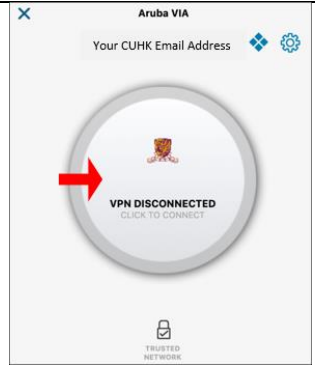 Aruba VIA
Your CUHK Email Address
VPN DISCONNECTED
CLICK TO CONNECT
TRUSTED
NETWORK